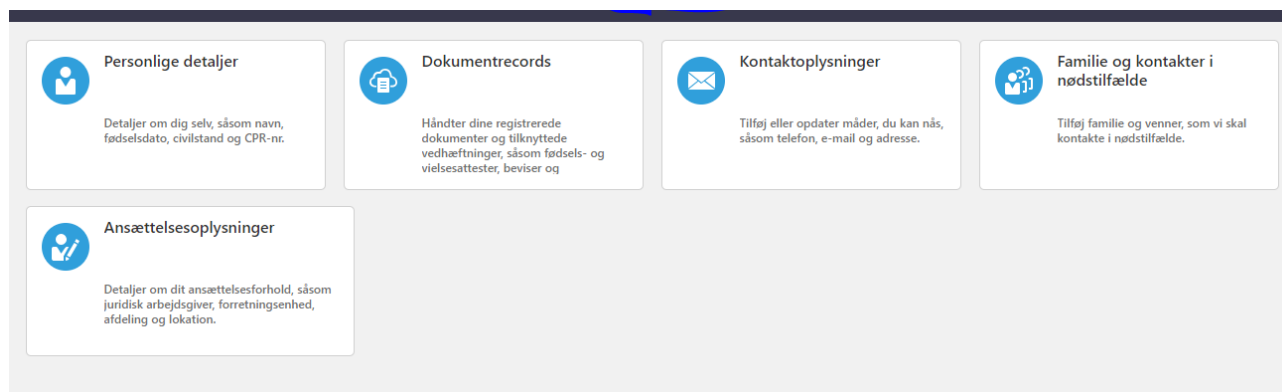 Personlige detaljer
Detaljer om dig selv, såsom navn,
fødselsdato, civilstand og CPR-nr.
Dokumentrecords
Håndter dine registrerede
dokumenter og tilknyttede
vedhæftninger, såsom fødsels- og
vielsesattester, beviser og
Kontaktoplysninger
Tilføj eller opdater måder, du kan nås,
såsom telefon, e-mail og adresse.
Familie og kontakter i
nødstilfælde
Tilføj familie og venner, som vi skal
kontakte i nødstilfælde.
Ansættelsesoplysninger
Detaljer om dit ansættelsesforhold, såsom
juridisk arbejdsgiver, forretningsenhed,
afdeling og lokation.